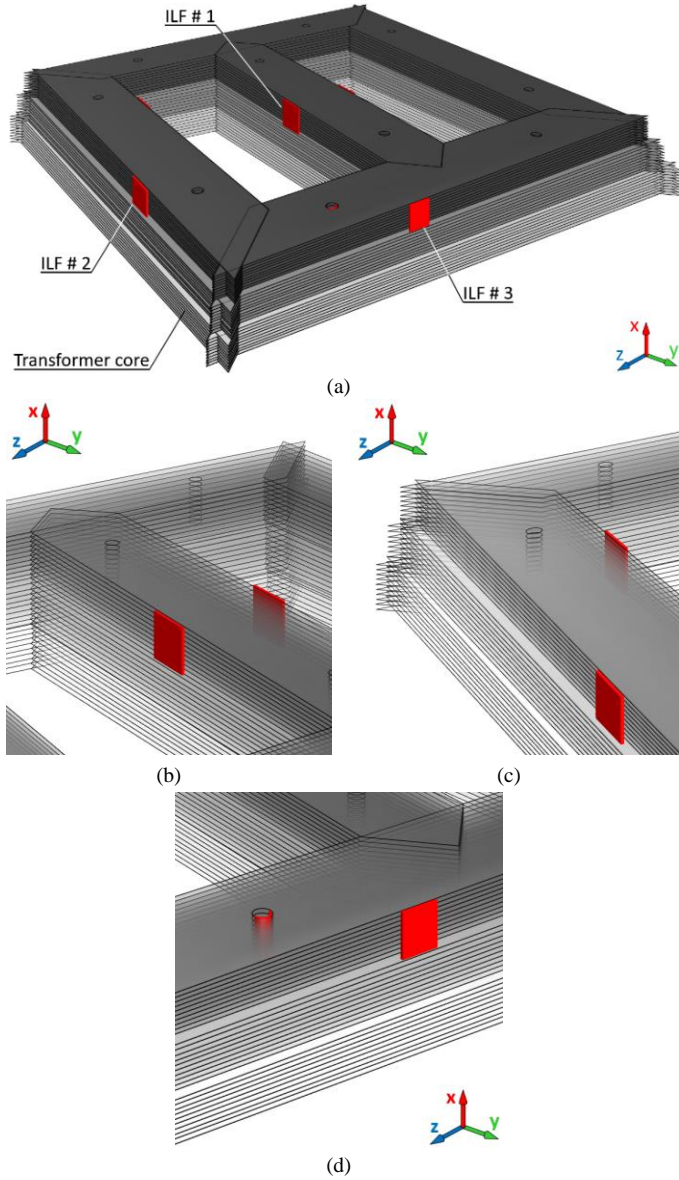 ILF # 1
ILF # 2
ILF # 3
Transformer core
x
z
y
(a)
x
z
y
x
z
y
(b)
(c)
x
z
y
(d)